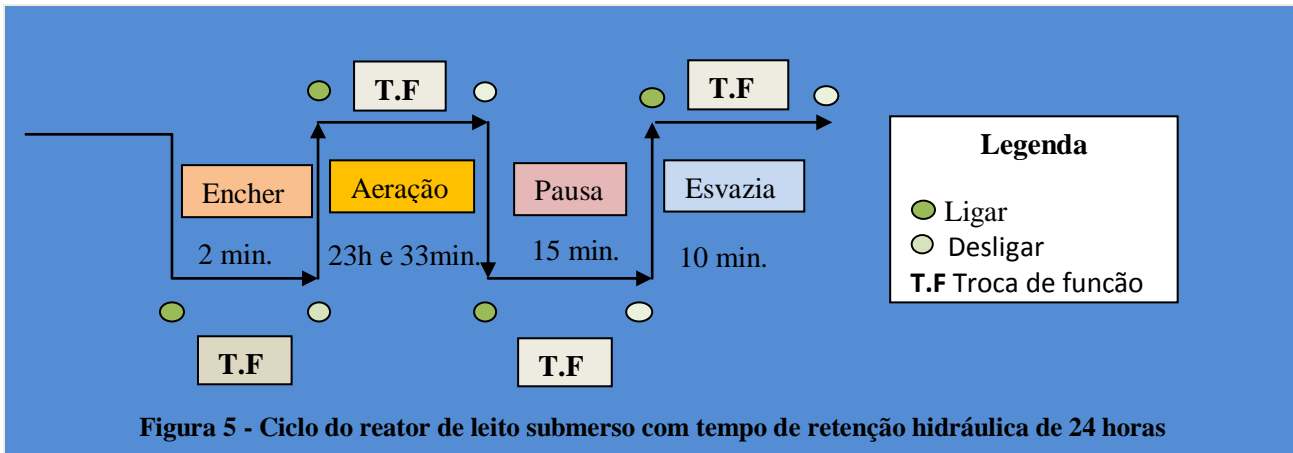 T.F
T.F
Encher
Aeração
Pausa
Esvazia
2 min.
23h e 33min.
15 min.
10 min.
T.F
T.F
Legenda
Ligar
Desligar
T.F Troca de funcão
Figura 5 - Ciclo do reator de leito submerso com tempo de retenção hidráulica de 24 horas